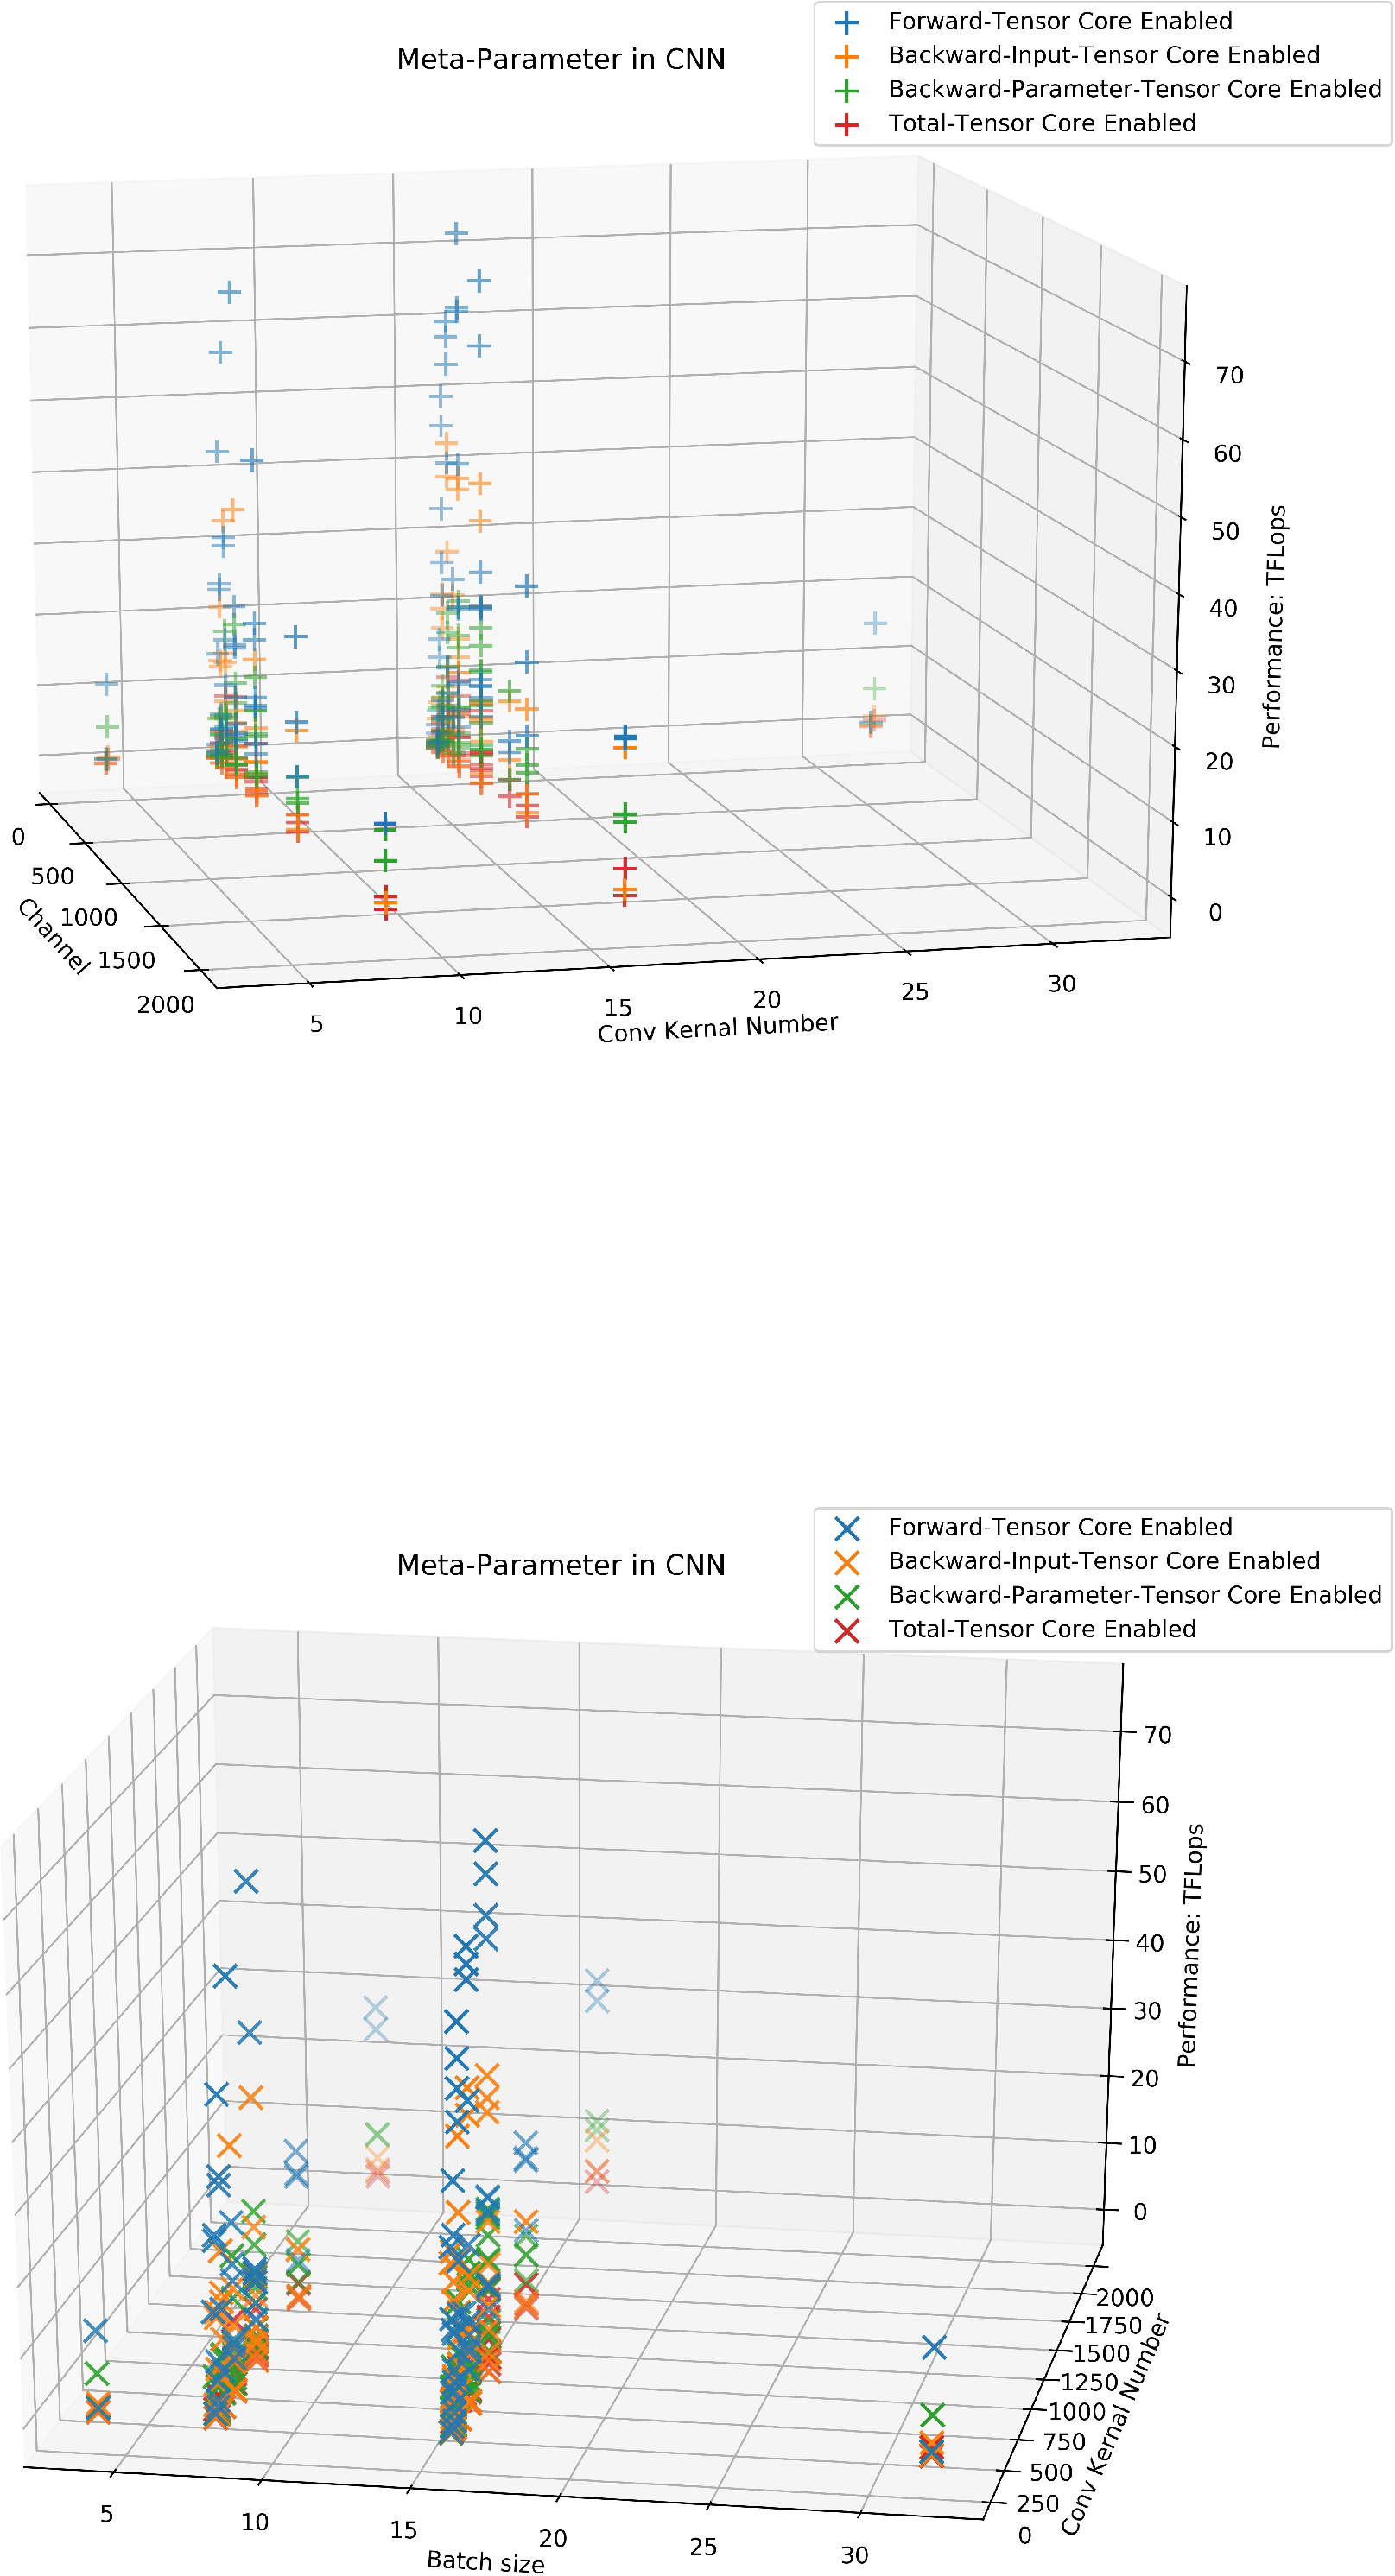 Meta-Parameter in CNN
Forward-Tensor Core Enabled
Backward-Input-Tensor Core Enabled
Backward-Parameter-Tensor Core Enabled
Total-Tensor Core Enabled
70
60
50
40
30
20
10
0
Performance: TFLops
0
500
1000
1500
2000
Channel
5
10
15
20
25
30
Conv Kernal Number
Meta-Parameter in CNN
Forward-Tensor Core Enabled
Backward-Input-Tensor Core Enabled
Backward-Parameter-Tensor Core Enabled
Total-Tensor Core Enabled
70
60
50
40
30
20
10
0
Performance: TFLops
2000
1750
1500
1250
1000
750
500
250
0
Conv Kernal Number
5
10
15
20
25
30
Batch size